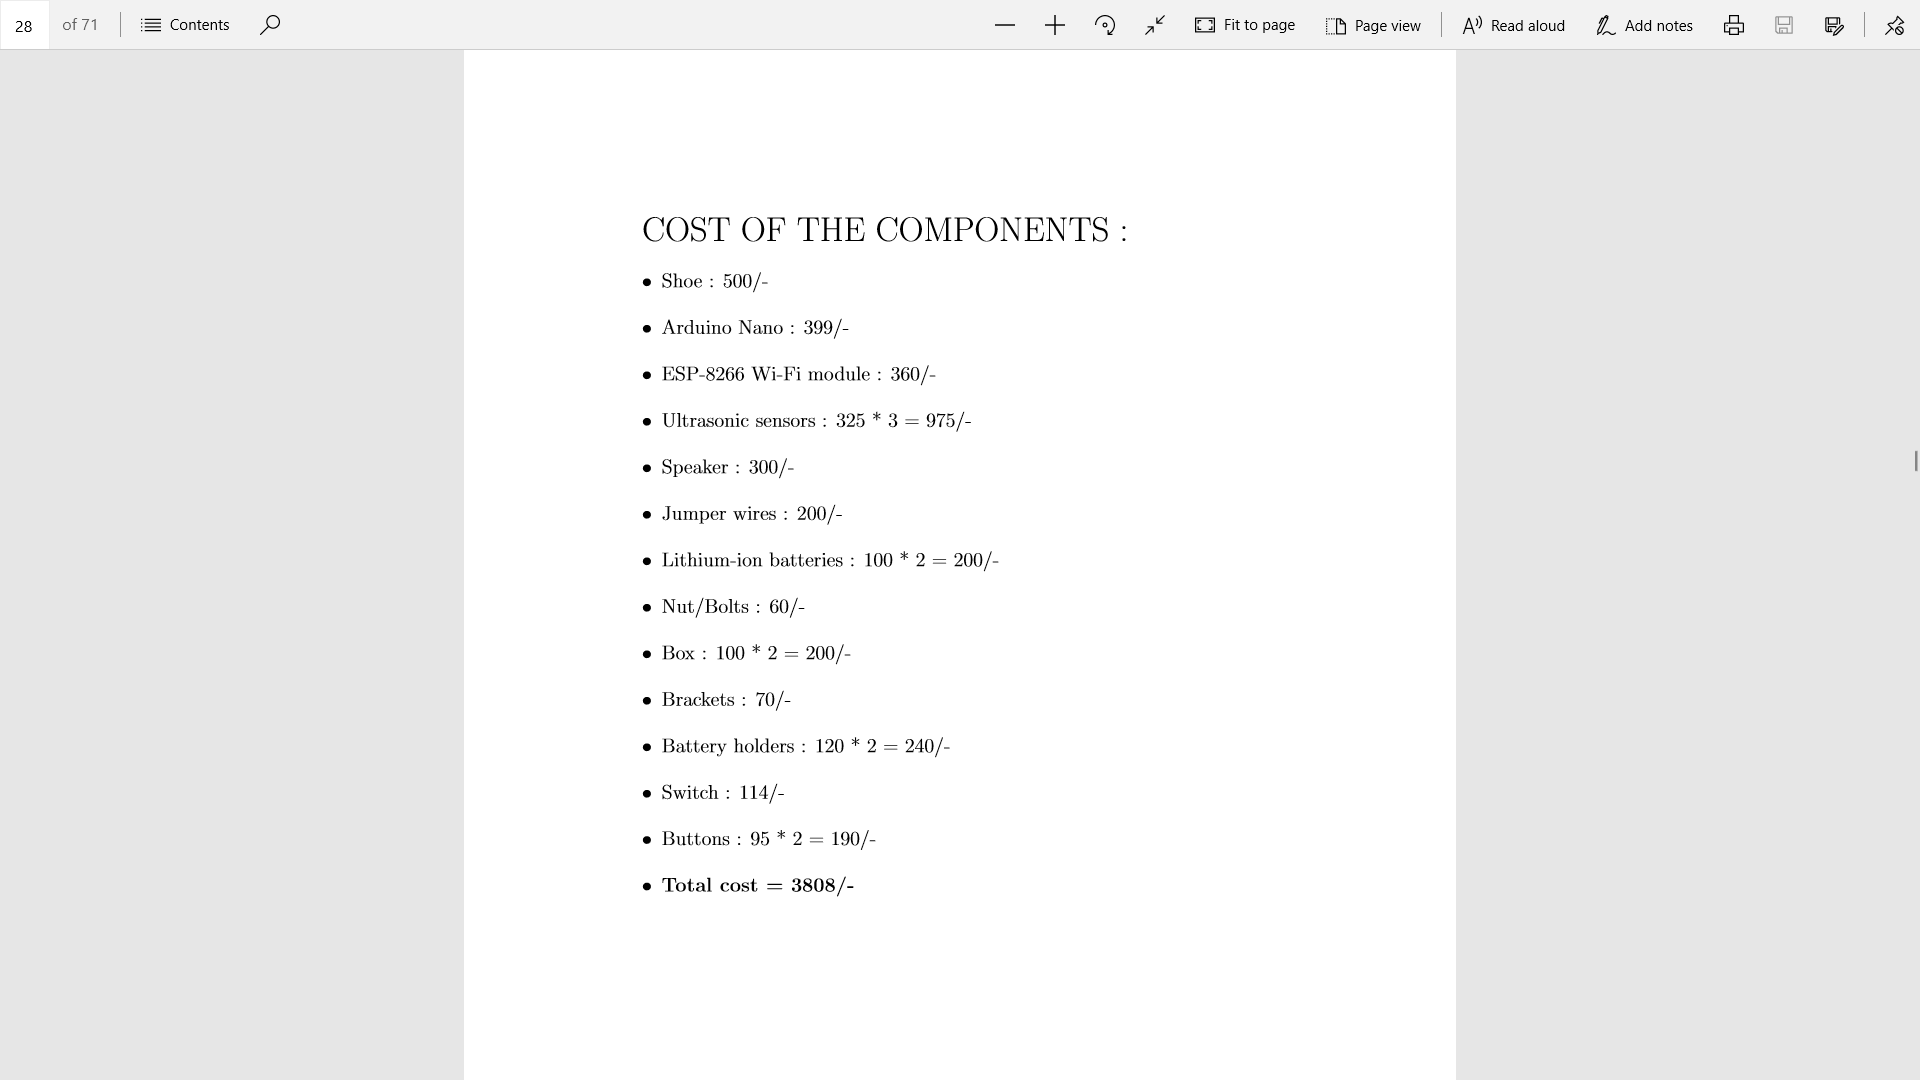 28 of 71 Contents Fit to page Page view Read aloud Add notes
COST OF THE COMPONENTS :
• Shoe : 500/-
• Arduino Nano : 399/-
• ESP-8266 Wi-Fi module : 360/-
• Ultrasonic sensors : 325 * 3 = 975/-
• Speaker : 300/-
• Jumper wires : 200/-
• Lithium-ion batteries : 100 * 2 = 200/-
• Nut/Bolts : 60/-
• Box : 100 * 2 = 200/-
• Brackets : 70/-
• Battery holders : 120 * 2 = 240/-
• Switch : 114/-
• Buttons : 95 * 2 = 190/-
• Total cost = 3808/-